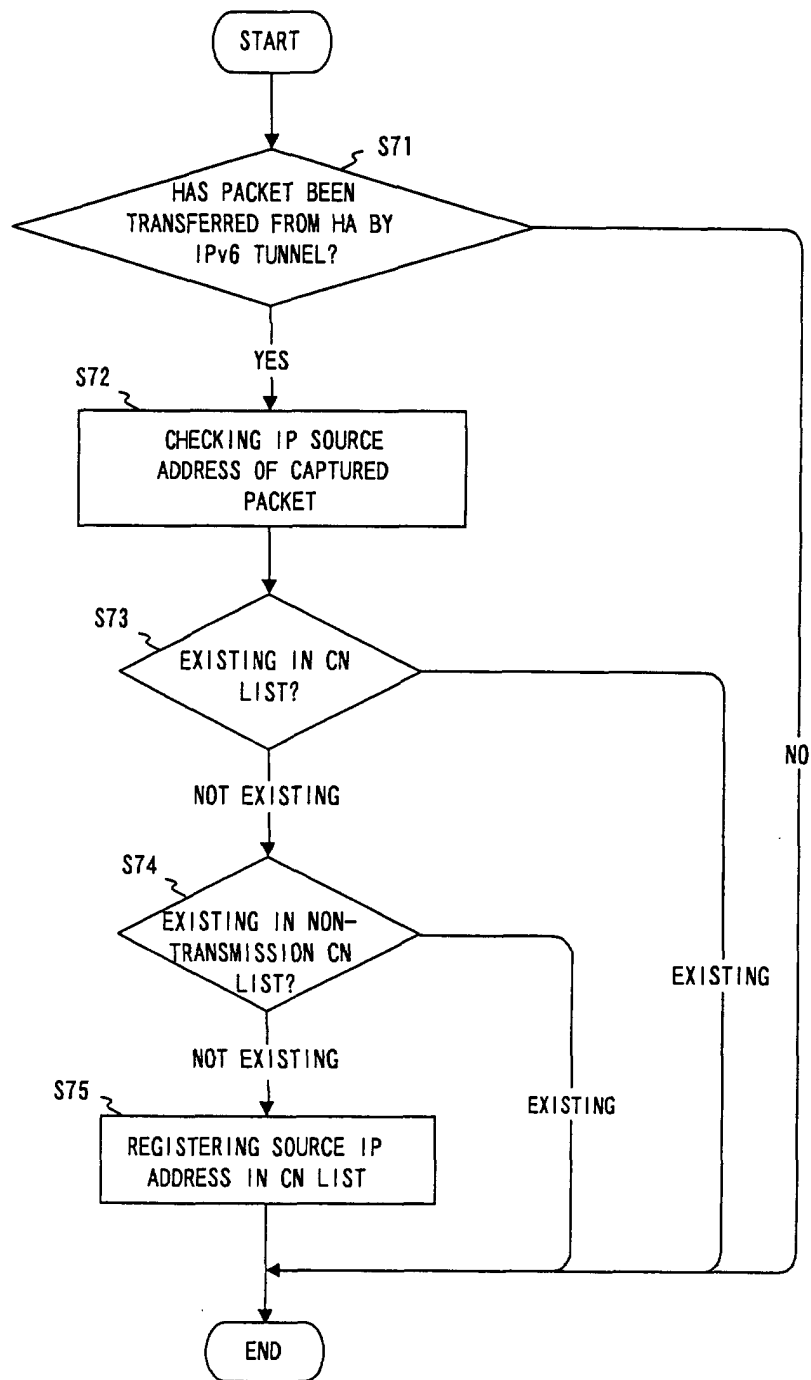 START
S71
HAS PACKET BEEN
TRANSFERRED FROM HA BY
IPv6 TUNNEL?
YES
S72
CHECKING IP SOURCE
ADDRESS OF CAPTURED
PACKET
S73
EXISTING IN CN
LIST?
NO
NOT EXISTING
S74
EXISTING IN NON-
TRANSMISSION CN
LIST?
EXISTING
NOT EXISTING
S75
EXISTING
REGISTERING SOURCE IP
ADDRESS IN CN LIST
END